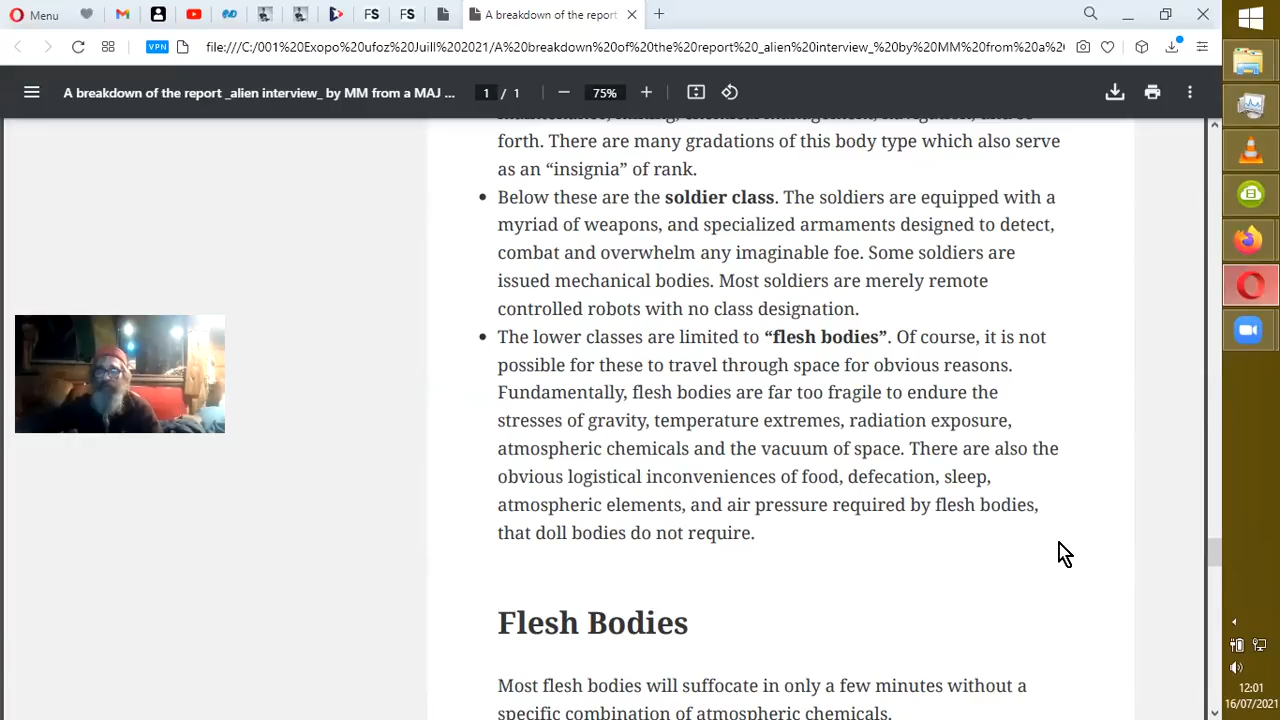 Menu
FS
FS
A breakdown of the report
VPN
file:///C:/001%20Exopo%20ufoz%20Juill%202021/A%20breakdown%20of%20the%20report%20_alien%20interview_%20by%20MM%20from%20a%20
A breakdown of the report _alien interview_ by MM from a MAJ ...
1 / 1
75%
forth. There are many gradations of this body type which also serve
as an “insignia” of rank.
• Below these are the soldier class. The soldiers are equipped with a
myriad of weapons, and specialized armaments designed to detect,
combat and overwhelm any imaginable foe. Some soldiers are
issued mechanical bodies. Most soldiers are merely remote
controlled robots with no class designation.
• The lower classes are limited to “flesh bodies”. Of course, it is not
possible for these to travel through space for obvious reasons.
Fundamentally, flesh bodies are far too fragile to endure the
stresses of gravity, temperature extremes, radiation exposure,
atmospheric chemicals and the vacuum of space. There are also the
obvious logistical inconveniences of food, defecation, sleep,
atmospheric elements, and air pressure required by flesh bodies,
that doll bodies do not require.
Flesh Bodies
Most flesh bodies will suffocate in only a few minutes without a
specific combination of atmospheric chemicals.
12:01
16/07/2021